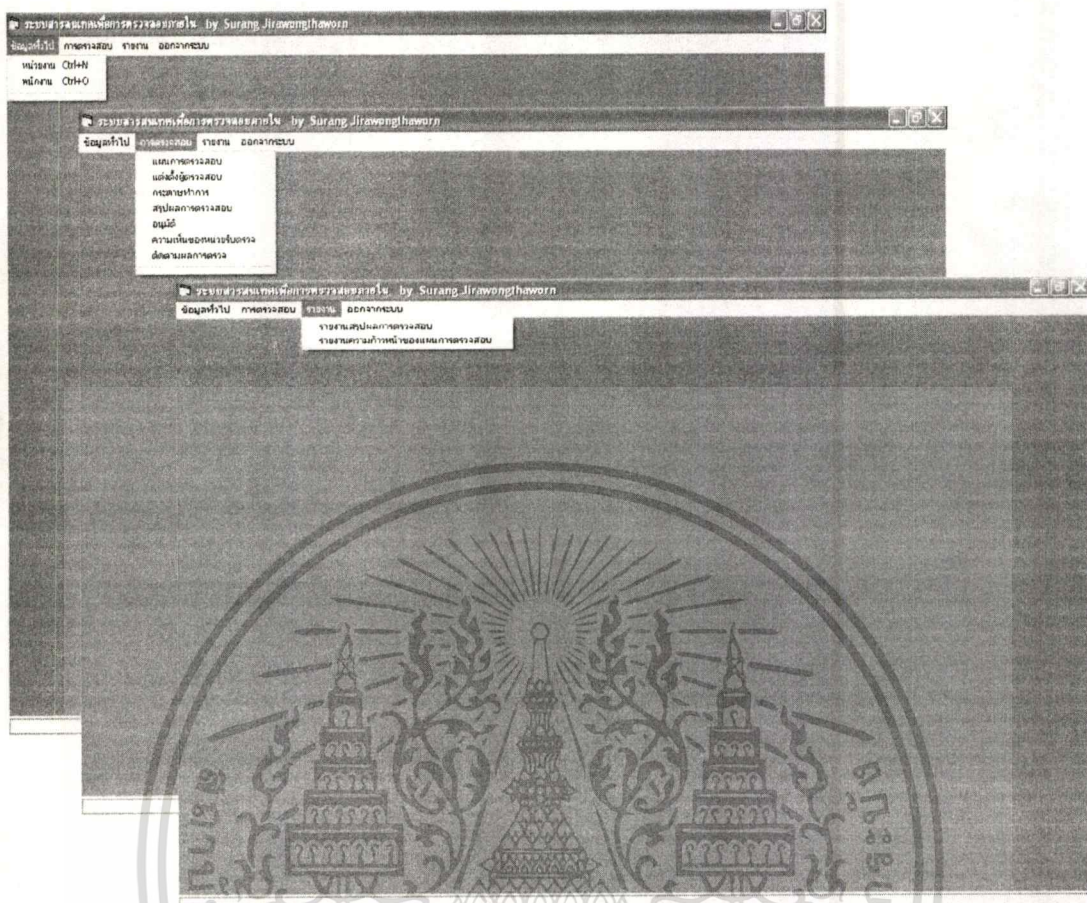 ระบบสารสนเทศเพื่อการตรวจสอบภายใน by Surang Jirawongthaworn
ข้อมูลทั่วไป การตรวจสอบ รายงาน ออกจากระบบ
หน่วยงาน Ctrl+N
พนักงาน Ctrl+O
ระบบสารสนเทศเพื่อการตรวจสอบภายใน by Surang Jirawongthaworn
ข้อมูลทั่วไป การตรวจสอบ รายงาน ออกจากระบบ
แผนการตรวจสอบ
แต่งตั้งผู้ตรวจสอบ
กระดาษทำการ
สรุปผลการตรวจสอบ
อนุมัติ
ความเห็นของหน่วยรับตรวจ
ติดตามผลการตรวจ
ระบบสารสนเทศเพื่อการตรวจสอบภายใน by Surang Jirawongthaworn
ข้อมูลทั่วไป การตรวจสอบ รายงาน ออกจากระบบ
รายงานสรุปผลการตรวจสอบ
รายงานความก้าวหน้าของแผนการตรวจสอบ